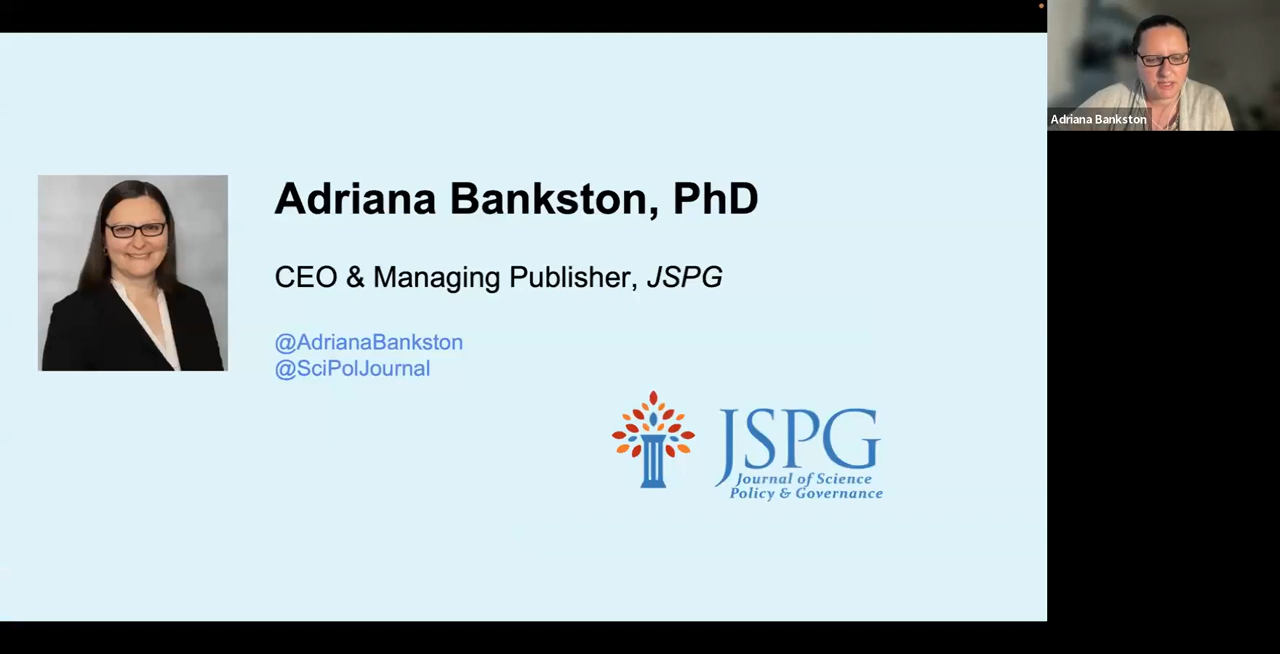 Adriana Bankston, PhD
CEO & Managing Publisher, JSPG
@AdrianaBankston
@SciPolJournal
JSPG
Journal of Science
Policy & Governance
Adriana Bankston